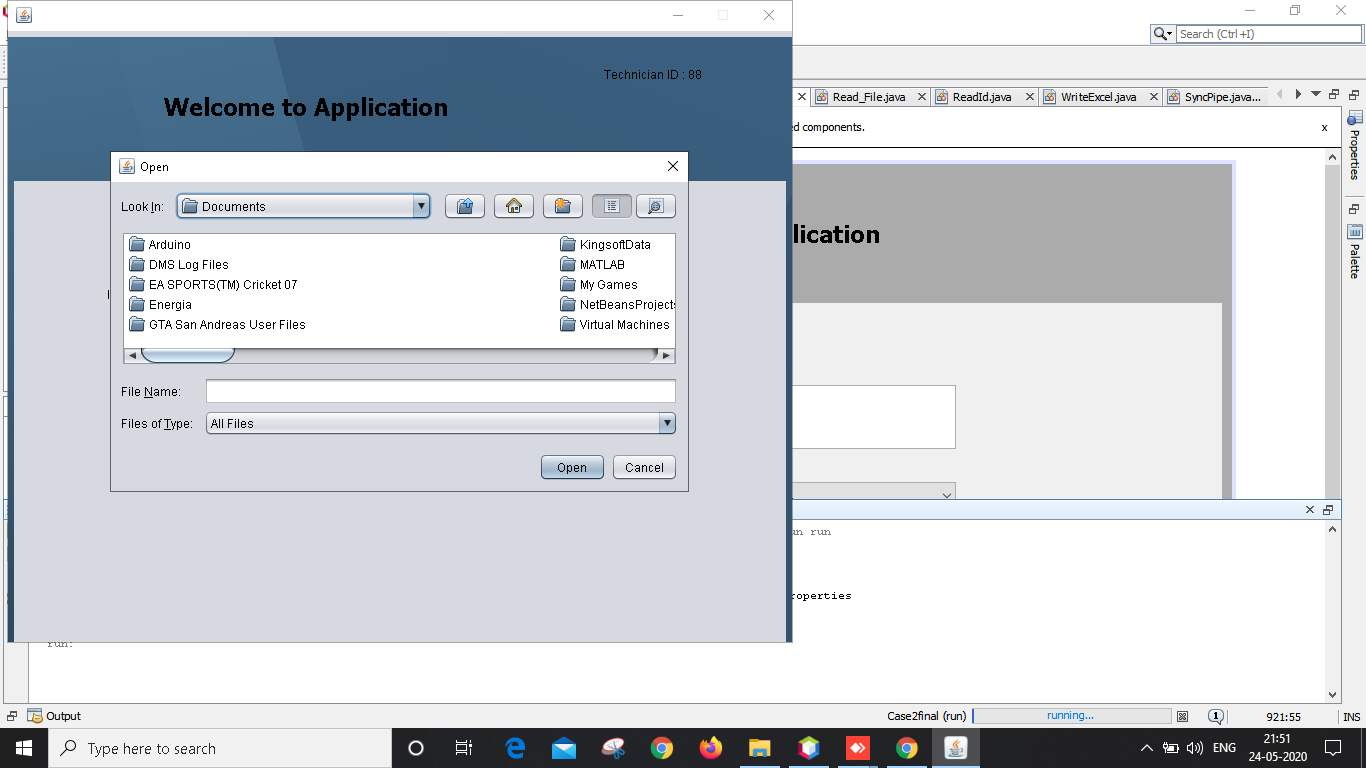 Search (Ctrl+I)
Technician ID : 88
Welcome to Application
Read_File.java
ReadId.java
WriteExcel.java
SyncPipe.java...
ed components.
x
Properties
Palette
Open
Look In:
Documents
Arduino
KingsoftData
DMS Log Files
MATLAB
EA SPORTS(TM) Cricket 07
My Games
Energia
NetBeansProjects
GTA San Andreas User Files
Virtual Machines
lication
File Name:
Files of Type:
All Files
Open
Cancel
un run
roperties
run:
Output
Case2final (run)
running...
1
921:55
INS
Type here to search
ENG
21:51
24-05-2020